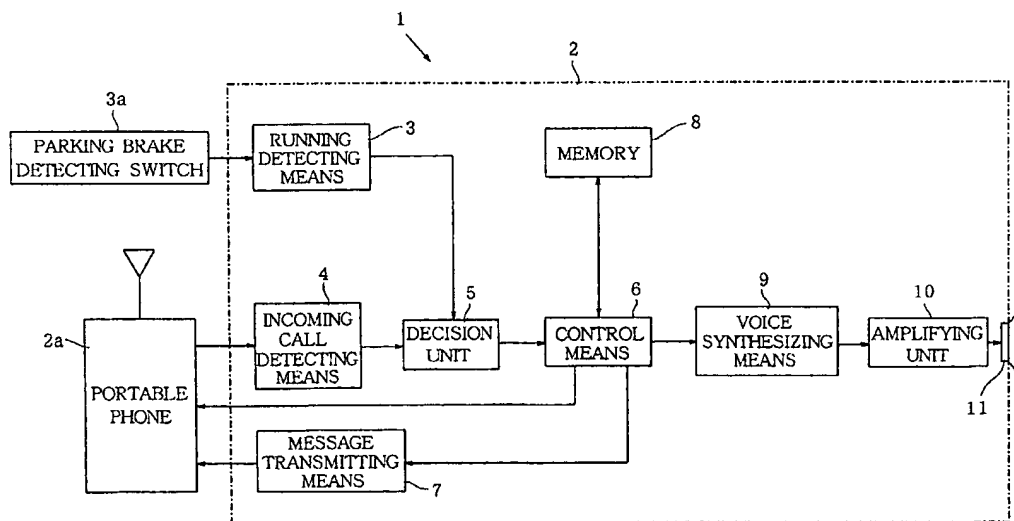 1
2
3a
PARKING BRAKE
DETECTING SWITCH
3
RUNNING
DETECTING
MEANS
8
MEMORY
2a
PORTABLE
PHONE
4
INCOMING
CALL
DETECTING
MEANS
5
DECISION
UNIT
6
CONTROL
MEANS
9
VOICE
SYNTHESIZING
MEANS
10
AMPLIFYING
UNIT
11
MESSAGE
TRANSMITTING
MEANS
7